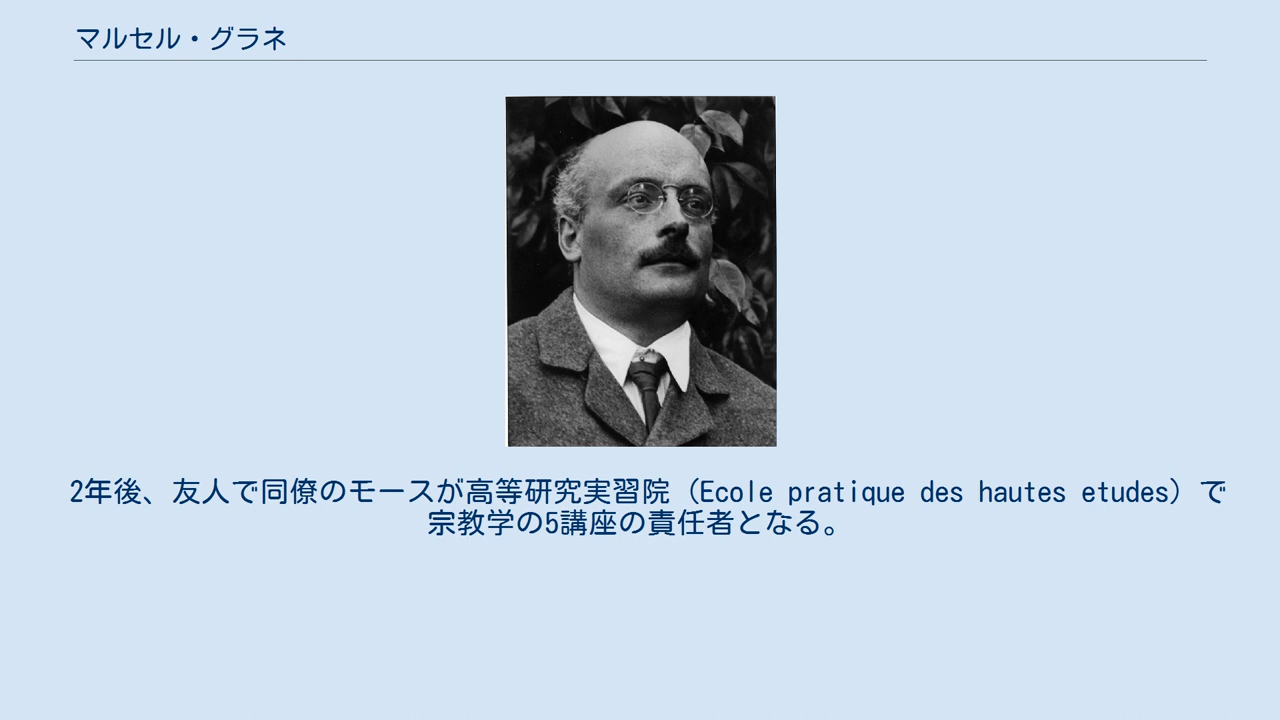 マルセル・グラネ
2年後、友人で同僚のモースが高等研究実習院（Ecole pratique des hautes etudes）で
宗教学の5講座の責任者となる。